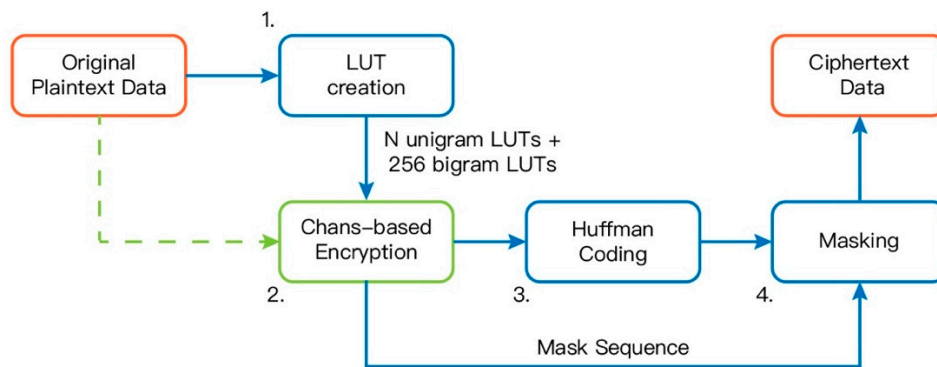 1.
Original
Plaintext Data
LUT
creation
Ciphertext
Data
N unigram LUTs +
256 bigram LUTs
Chans-based
Encryption
Huffman
Coding
Masking
2.
3.
4.
Mask Sequence